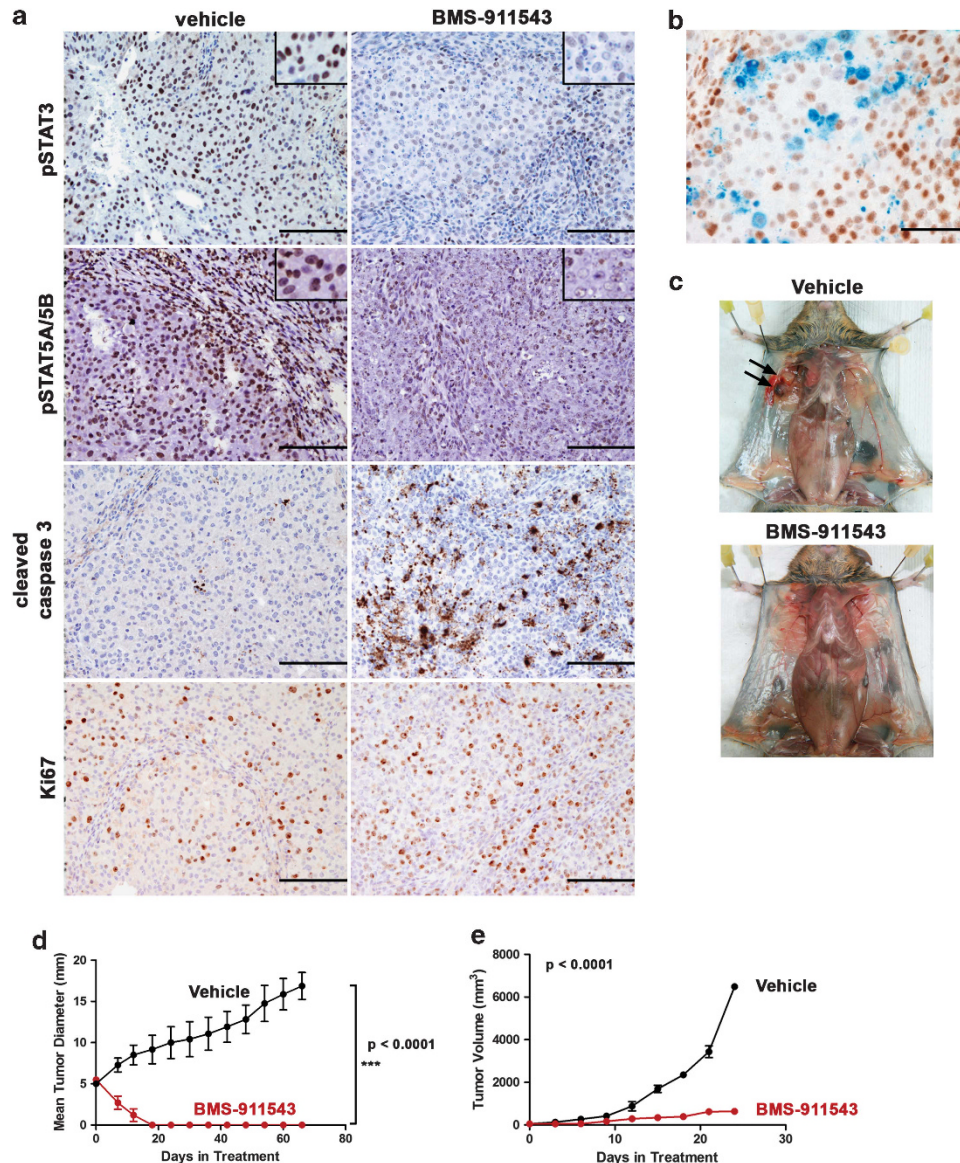 a
vehicle
BMS-911543
pSTAT3
pSTAT5A/5B
cleaved
caspase 3
Ki67
b
c
Vehicle
BMS-911543
d
Mean Tumor Diameter (mm)
20
15
10
5
0
0
20
40
60
80
Days in Treatment
Vehicle
BMS-911543
p < 0.0001
***
e
Tumor Volume (mm³)
8000
6000
4000
2000
0
0
10
20
30
Days in Treatment
p < 0.0001
Vehicle
BMS-911543